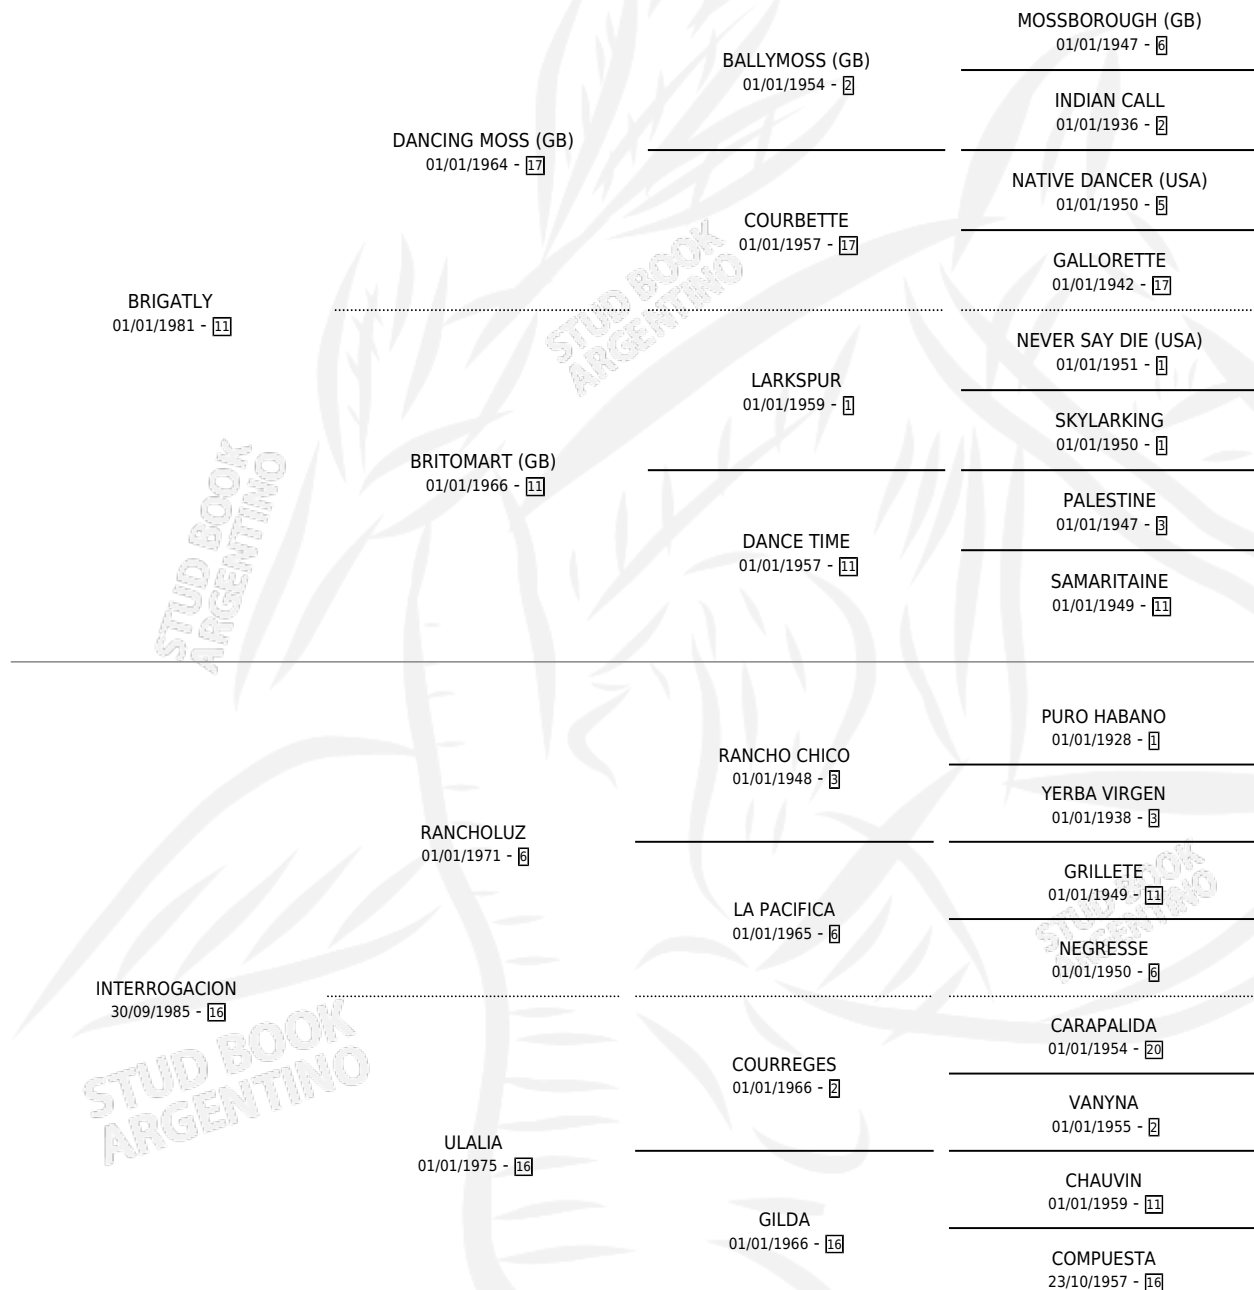 MOSSBOROUGH (GB)
01/01/1947 - 6
BALLYMOSS (GB)
01/01/1954 - 2
INDIAN CALL
01/01/1936 - 2
DANCING MOSS (GB)
01/01/1964 - 17
NATIVE DANCER (USA)
01/01/1950 - 5
COURBETTE
01/01/1957 - 17
GALLORETTE
01/01/1942 - 17
BRIGATLY
01/01/1981 - 11
NEVER SAY DIE (USA)
01/01/1951 - 1
LARKSPUR
01/01/1959 - 1
SKYLARKING
01/01/1950 - 1
BRITOMART (GB)
01/01/1966 - 11
PALESTINE
01/01/1947 - 3
DANCE TIME
01/01/1957 - 11
SAMARITAINE
01/01/1949 - 11
PURO HABANO
01/01/1928 - 1
RANCHO CHICO
01/01/1948 - 3
YERBA VIRGEN
01/01/1938 - 3
RANCHOLUZ
01/01/1971 - 6
GRILLETE
01/01/1949 - 11
LA PACIFICA
01/01/1965 - 6
NEGRESSE
01/01/1950 - 6
INTERROGACION
30/09/1985 - 16
CARAPALIDA
01/01/1954 - 20
COURREGES
01/01/1966 - 2
VANYNA
01/01/1955 - 2
ULALIA
01/01/1975 - 16
CHAUVIN
01/01/1959 - 11
GILDA
01/01/1966 - 16
COMPUESTA
23/10/1957 - 16
STUD BOOK
ARGENTINO
STUD BOOK
ARGENTINO
STUD BOOK
ARGENTINO
STUD BOOK
ARGENTINO